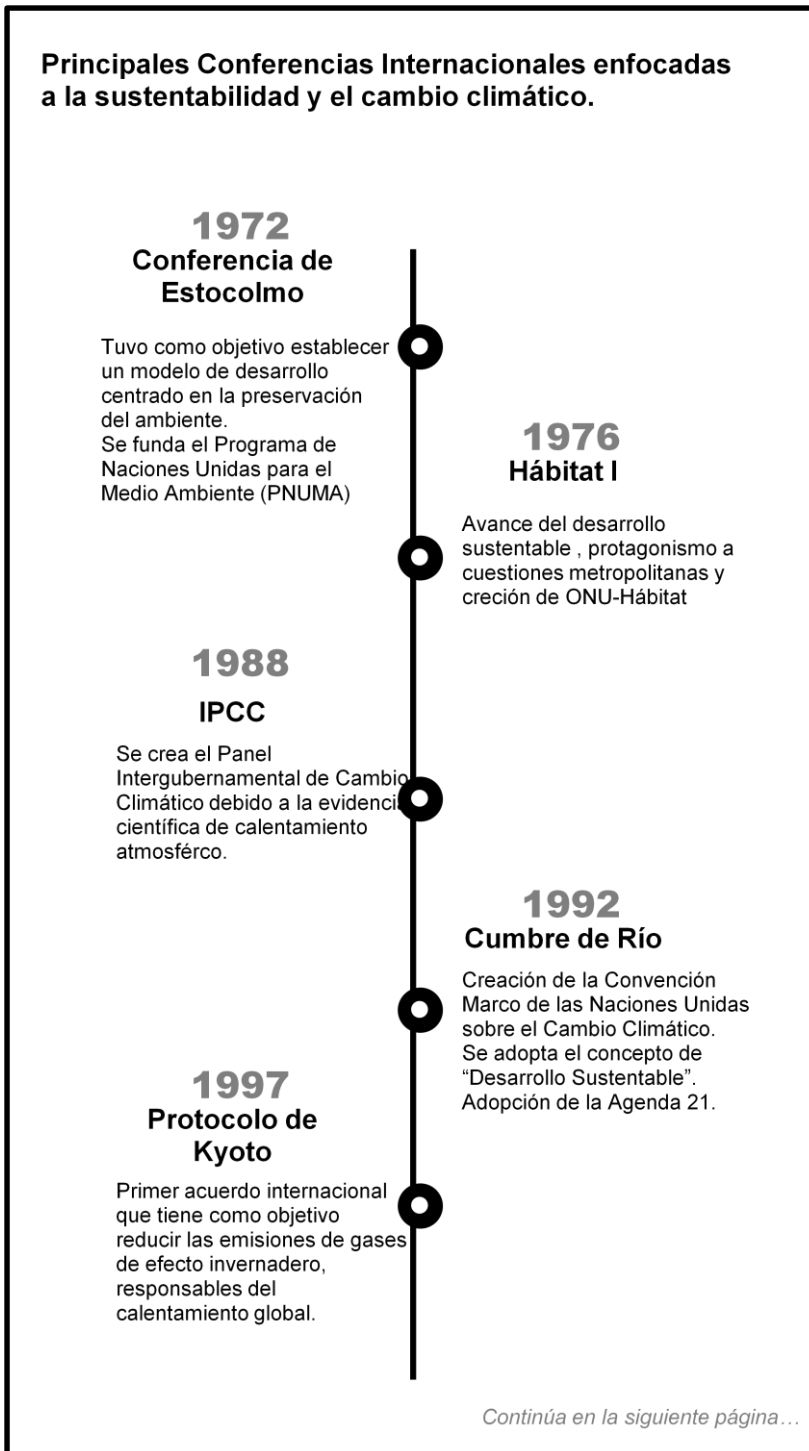 Principales Conferencias Internacionales enfocadas
a la sustentabilidad y el cambio climático.
1972
Conferencia de
Estocolmo
Tuvo como objetivo establecer
un modelo de desarrollo
centrado en la preservación
del ambiente.
Se funda el Programa de
Naciones Unidas para el
Medio Ambiente (PNUMA)
1976
Hábitat I
Avance del desarrollo
sustentable , protagonismo a
cuestiones metropolitanas y
creción de ONU-Hábitat
1988
IPCC
Se crea el Panel
Intergubernamental de Cambio
Climático debido a la evidencia
científica de calentamiento
atmosférco.
1992
Cumbre de Río
Creación de la Convención
Marco de las Naciones Unidas
sobre el Cambio Climático.
Se adopta el concepto de
“Desarrollo Sustentable”.
Adopción de la Agenda 21.
1997
Protocolo de
Kyoto
Primer acuerdo internacional
que tiene como objetivo
reducir las emisiones de gases
de efecto invernadero,
responsables del
calentamiento global.
Continúa en la siguiente página…